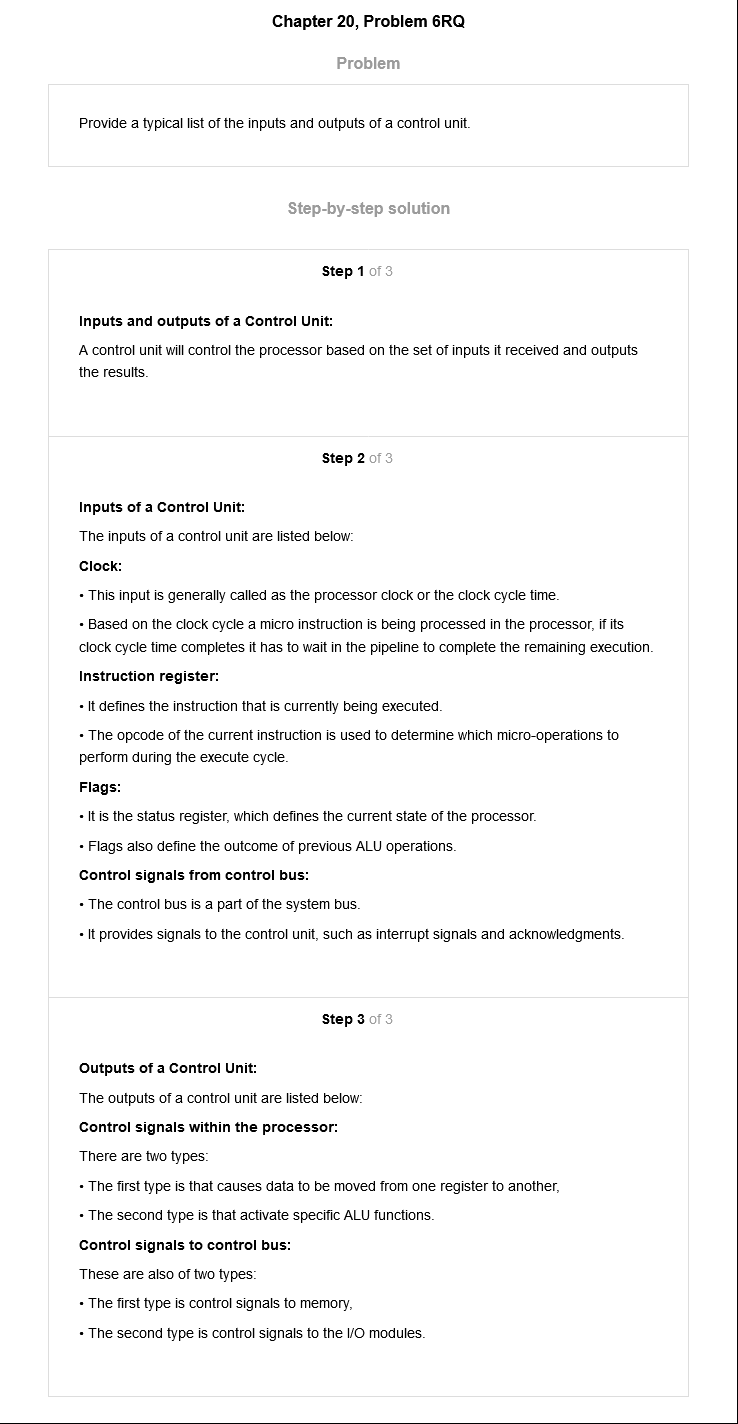 Chapter 20, Problem 6RQ
Problem
Provide a typical list of the inputs and outputs of a control unit.
Step-by-step solution
Step 1 of 3
Inputs and outputs of a Control Unit:
A control unit will control the processor based on the set of inputs it received and outputs
the results.
Step 2 of 3
Inputs of a Control Unit:
The inputs of a control unit are listed below:
Clock:
• This input is generally called as the processor clock or the clock cycle time.
• Based on the clock cycle a micro instruction is being processed in the processor, if its
clock cycle time completes it has to wait in the pipeline to complete the remaining execution.
Instruction register:
• It defines the instruction that is currently being executed.
• The opcode of the current instruction is used to determine which micro-operations to
perform during the execute cycle.
Flags:
• It is the status register, which defines the current state of the processor.
• Flags also define the outcome of previous ALU operations.
Control signals from control bus:
• The control bus is a part of the system bus.
• It provides signals to the control unit, such as interrupt signals and acknowledgments.
Step 3 of 3
Outputs of a Control Unit:
The outputs of a control unit are listed below:
Control signals within the processor:
There are two types:
• The first type is that causes data to be moved from one register to another,
• The second type is that activate specific ALU functions.
Control signals to control bus:
These are also of two types:
• The first type is control signals to memory,
• The second type is control signals to the I/O modules.